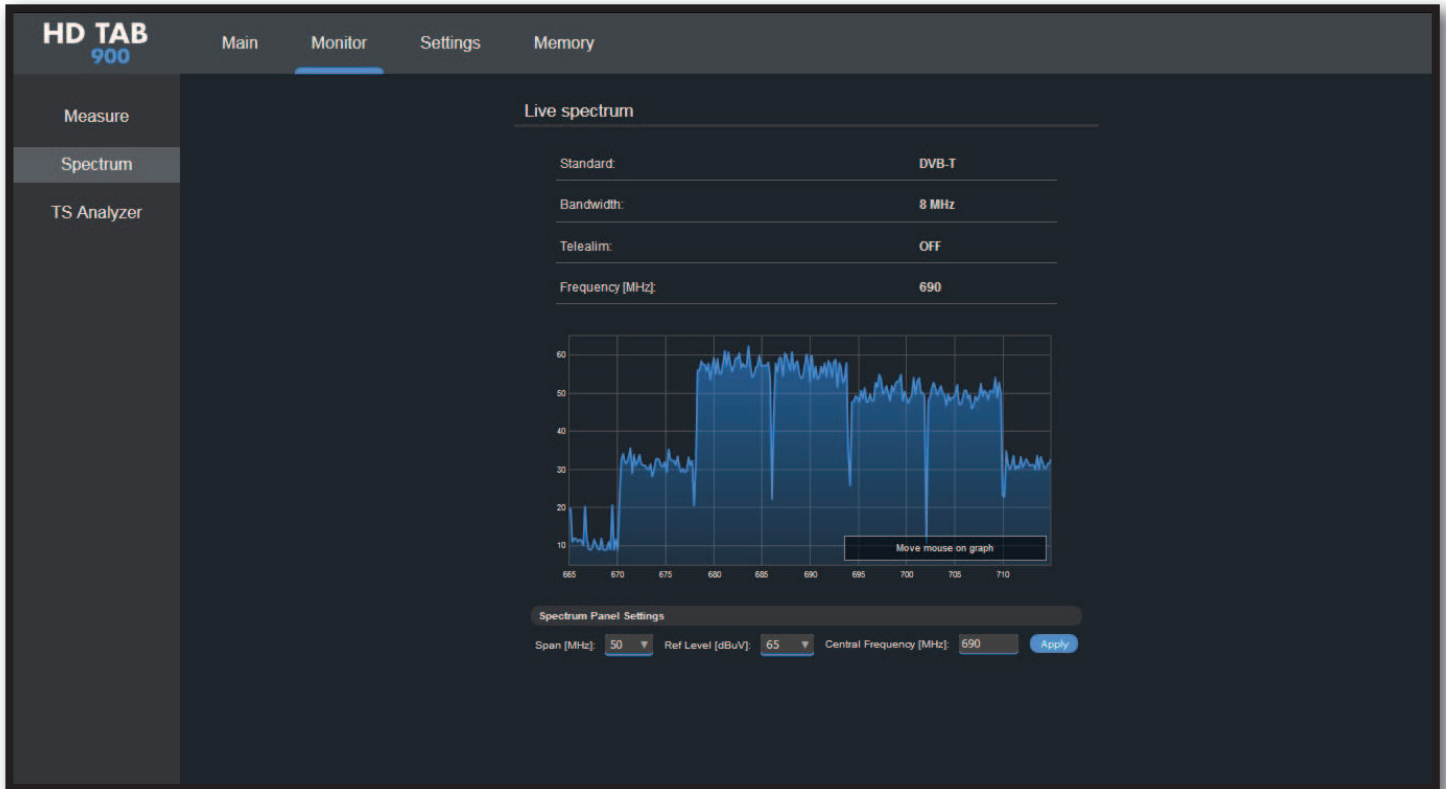 HD TAB
900
Main Monitor Settings Memory
Measure
Spectrum
TS Analyzer
Live spectrum
Standard: DVB-T
Bandwidth: 8 MHz
Telealim: OFF
Frequency [MHz]: 690
60
50
40
30
20
10
Move mouse on graph
665 670 675 680 685 690 695 700 705 710
Spectrum Panel Settings
Span [MHz]: 50 Ref Level [dBuV]: 65 Central Frequency [MHz]: 690 Apply